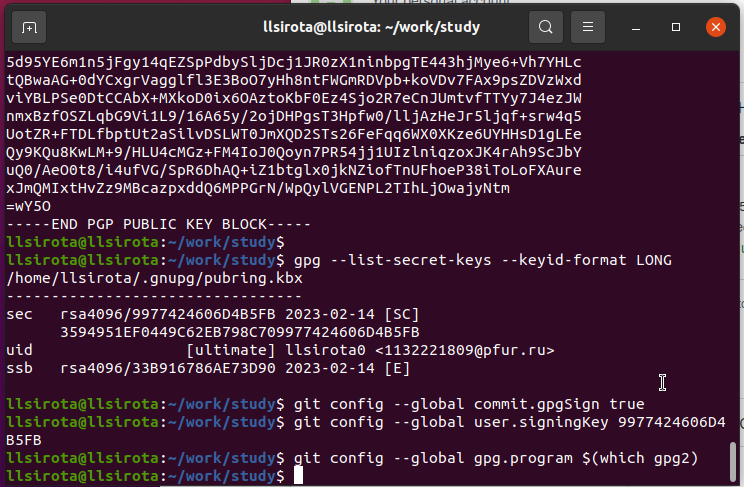 llsirota@llsirota: ~/work/study
5d95YE6m1n5jFgy14qEZSpPdbySljDcj1JR0zX1ninbpgTE443hjMye6+Vh7YHLc
tQBwaAG+0dYCxgrVagglfl3E3BoO7yHh8ntFWGmRDVpb+koVDv7FAx9psZDVzWxd
viYBLPSe0DtCCAbX+MXkoD0ix6OAztoKbF0Ez4Sjo2R7eCnJUmtvfTTYy7J4ezJW
nmxBzfOSZLqbG9Vi1L9/16A65y/2ojDHPgsT3Hpfw0/lljAzHeJr5ljqf+srw4q5
UotZR+FTDLfbptUt2aSilvDSLWT0JmXQD2STs26FeFqq6WX0XKze6UYHHsD1gLEe
Qy9KQu8KwLM+9/HLU4cMGz+FM4IoJ0Qoyn7PR54jj1UIzlniqzoxJK4rAh9ScJbY
uQ0/AeO0t8/i4ufVG/SpR6DhAQ+iZ1btglx0jkNZiofTnUFhoeP38iToLoFXAure
xJmQMIxtHvZz9MBcazpxddQ6MPPGrN/WpQylVGENPL2TIhLjOwajyNtm
=wY5O
-----END PGP PUBLIC KEY BLOCK-----
llsirota@llsirota:~/work/study$
llsirota@llsirota:~/work/study$ gpg --list-secret-keys --keyid-format LONG
/home/llsirota/.gnupg/pubring.kbx
---------------------------------
sec   rsa4096/9977424606D4B5FB 2023-02-14 [SC]
      3594951EF0449C62EB798C709977424606D4B5FB
uid                 [ultimate] llsirota0 <1132221809@pfur.ru>
ssb   rsa4096/33B916786AE73D90 2023-02-14 [E]
llsirota@llsirota:~/work/study$ git config --global commit.gpgSign true
llsirota@llsirota:~/work/study$ git config --global user.signingKey 9977424606D4
B5FB
llsirota@llsirota:~/work/study$ git config --global gpg.program $(which gpg2)
llsirota@llsirota:~/work/study$